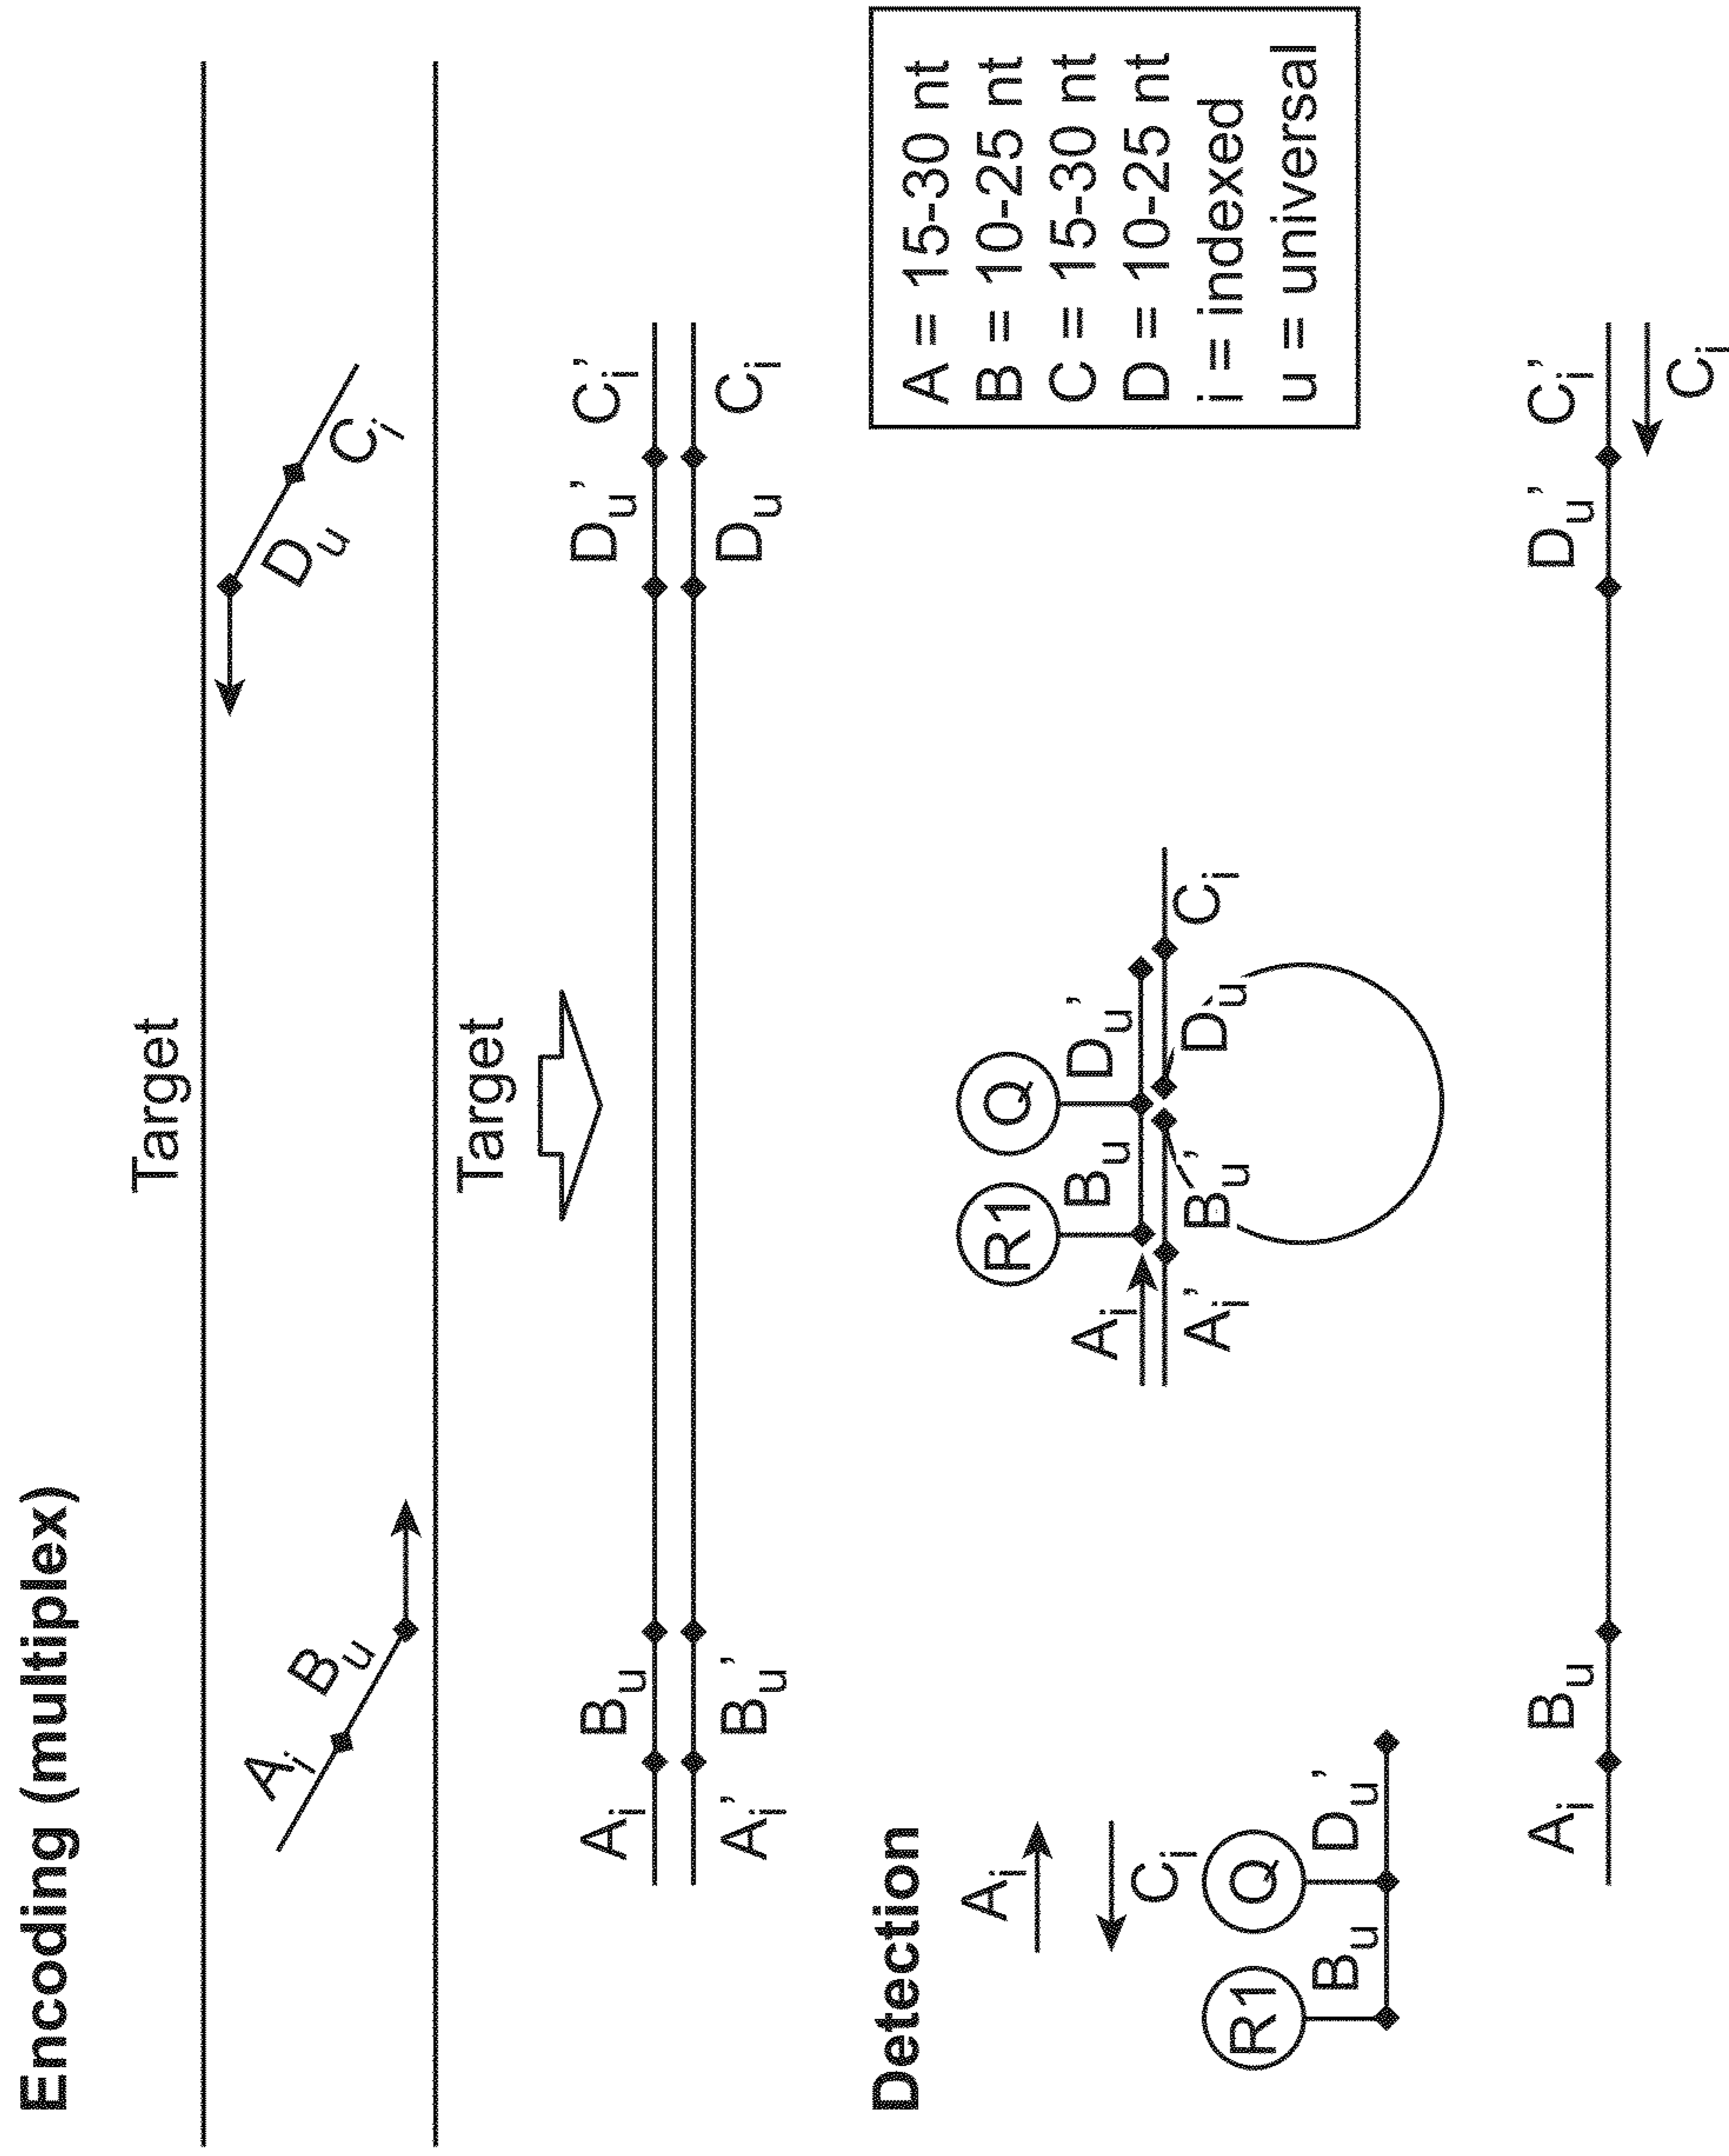 Encoding (multiplex)
Target
Ai Bu
Du Ci
Target
Ai Bu Du' Ci'
Ai' Bu' Du Ci
Detection
Ai
Ci
R1 Q
Bu Du'
R1 Q
Ai Bu Du'
Ai' Bu' Du Ci
A = 15-30 nt
B = 10-25 nt
C = 15-30 nt
D = 10-25 nt
i = indexed
u = universal
Ai Bu Du' Ci'
Ci